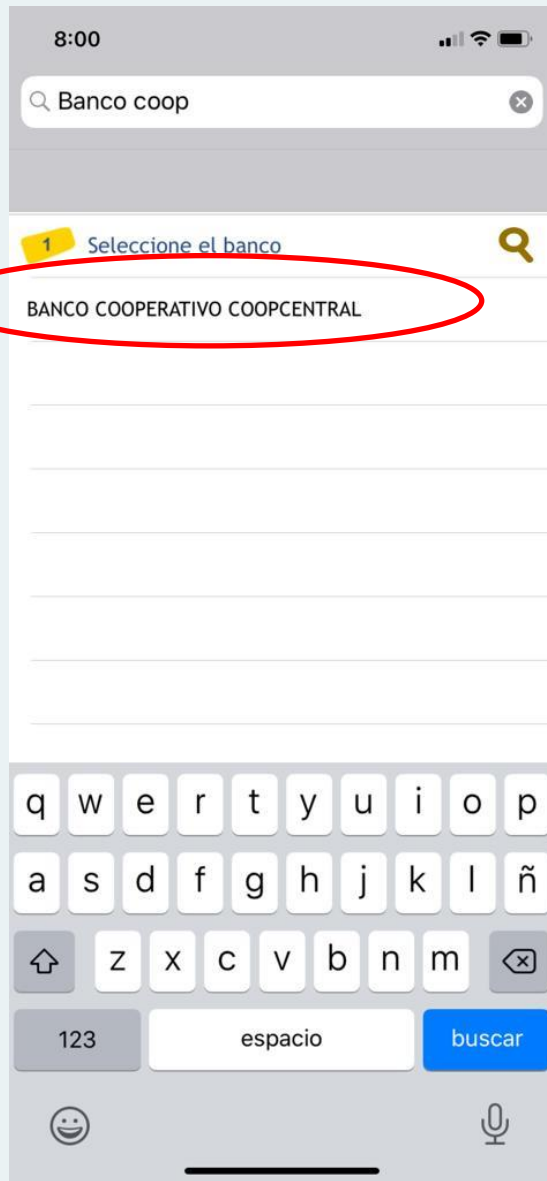 8:00
Banco coop
1 Seleccione el banco
BANCO COOPERATIVO COOPCENTRAL
q w e r t y u i o p
a s d f g h j k l ñ
z x c v b n m
123 espacio buscar